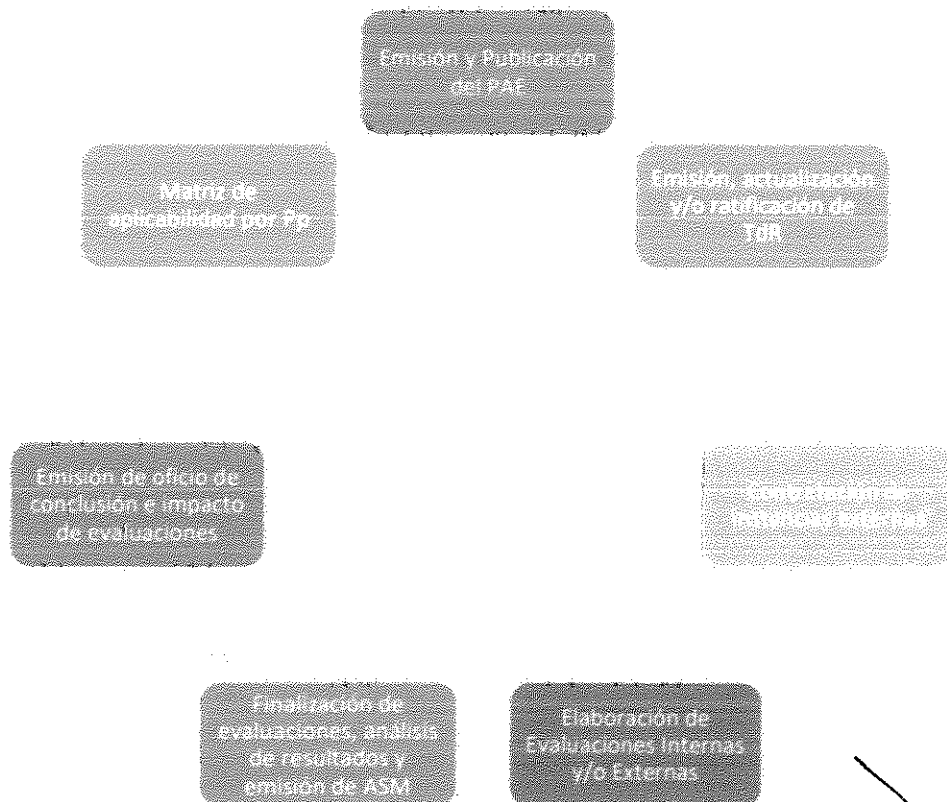 Emisión y Publicación
del PAE
Matriz de
aplicabilidad por Pp
Emisión, actualización
y/o ratificación de
TdR
Emisión de oficio de
conclusión e impacto
de evaluaciones
Finalización de
evaluaciones, análisis
de resultados y
emisión de ASM
Elaboración de
Evaluaciones Internas
y/o Externas